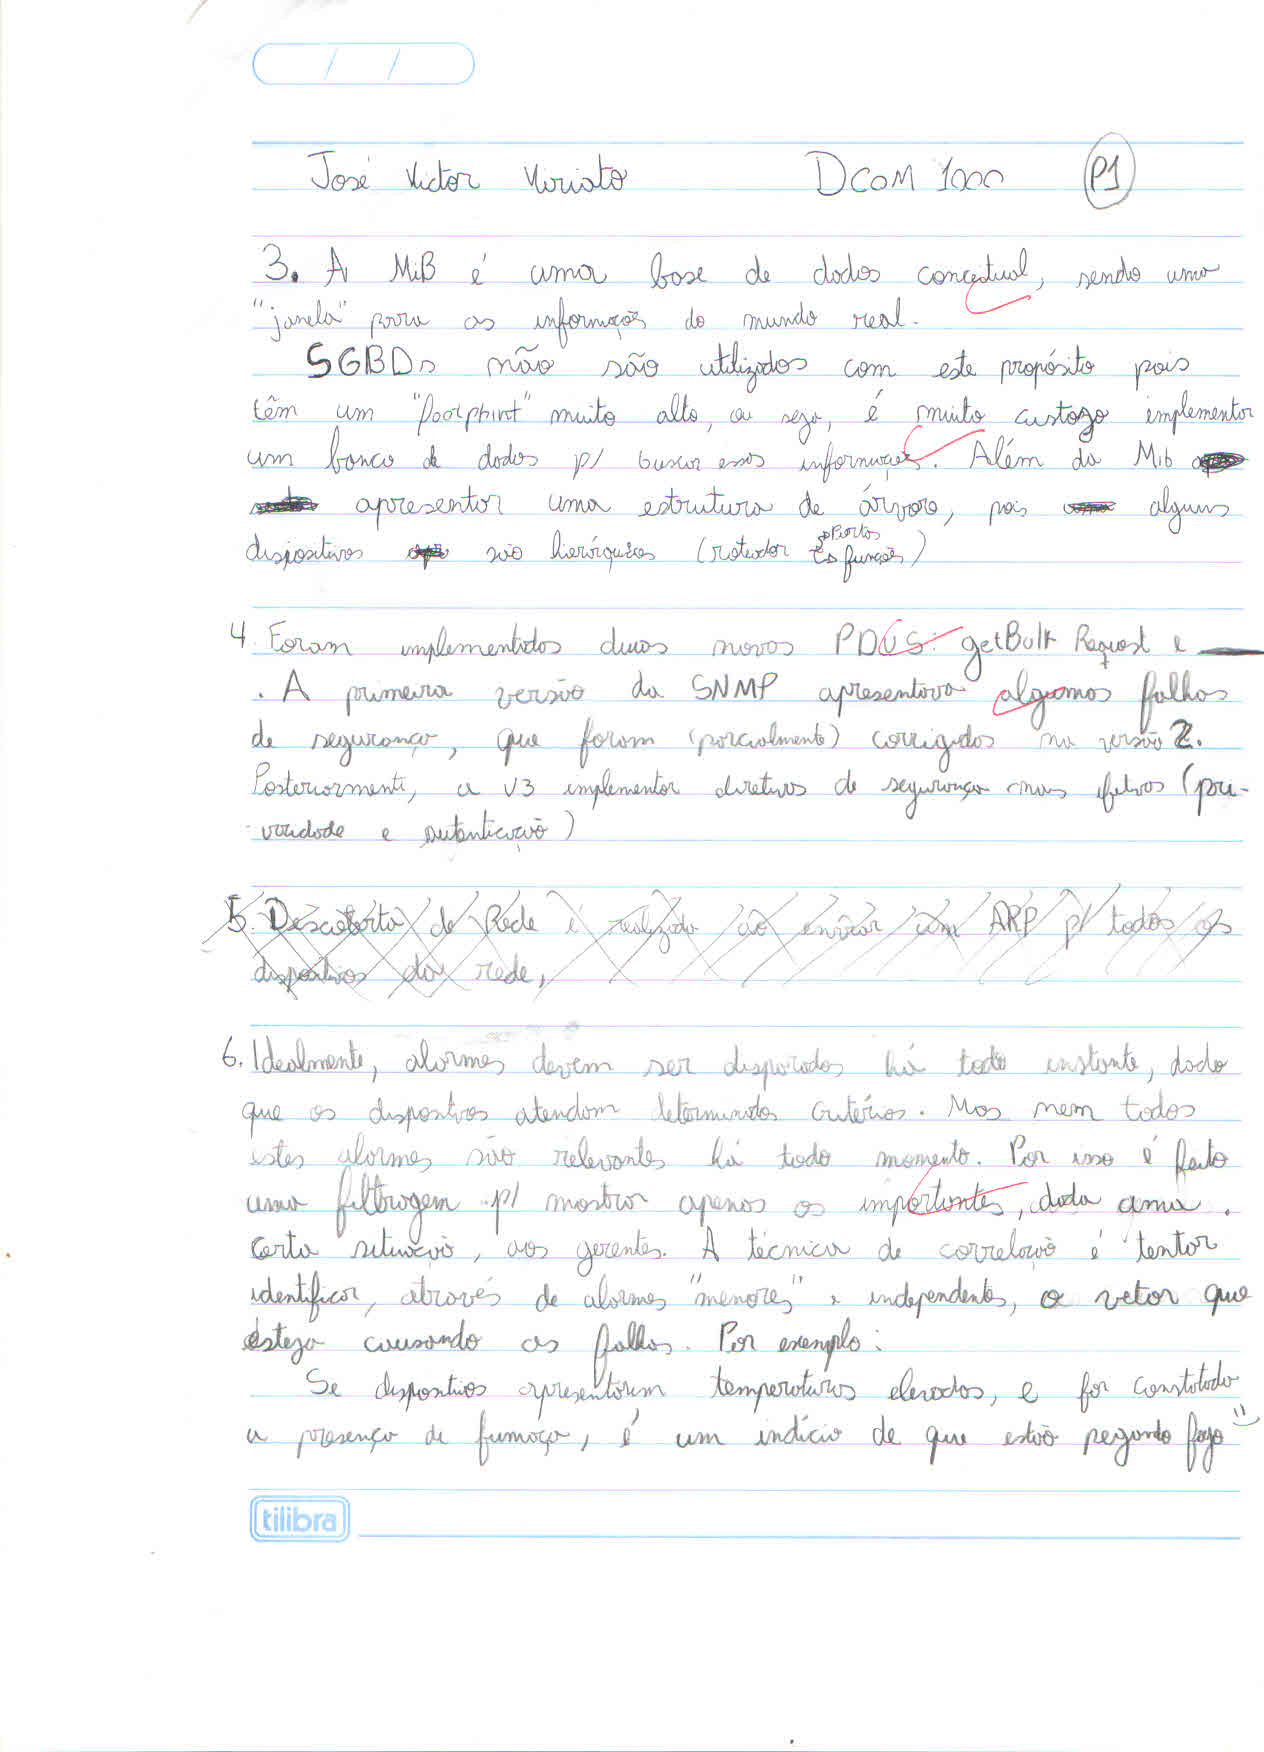 / /
José Victor Viriato DCOM 1000 P1
3. A MiB é uma base de dados conceitual, sendo uma
"janela" para as informações do mundo real.
SGBDs não são utilizados com este propósito pois
têm um "footprint" muito alto, ou seja, é muito custozo implementar
um banco de dados p/ buscar essas informações. Além da Mib
apresentar uma estrutura de árvore, pois alguns
dispositivos são hierárquicos (roteador portas
↳ funções)
4. Foram implementados duas novas PDUS: getBulk Request e ____
. A primeira versão da SNMP apresentava algumas falhas
de segurança, que foram (parcialmente) corrigidas na versão 2.
Posteriormente, a V3 implementar diretivas de segurança mais efetivas (pri-
vacidade e autenticação)
5. Descoberta de Rede é realizada ao enviar um ARP p/ todos os
dispositivos da rede,
6. Idealmente, alarmes devem ser disparados há todo instante, dado
que os dispositivos atendam determinados critérios. Mas nem todos
estes alarmes são relevantes há todo momento. Por isso é feito
uma filtragem p/ mostrar apenas os importantes, dada uma
certa situação, aos gerentes. A técnica de correlação é tentar
identificar, através de alarmes "menores" e independentes, o vetor que
esteja causando as falhas. Por exemplo:
Se dispositivos apresentarem temperaturas elevadas, e for constatado
a presença de fumaça, é um indício de que estão pegando fogo
tilibra